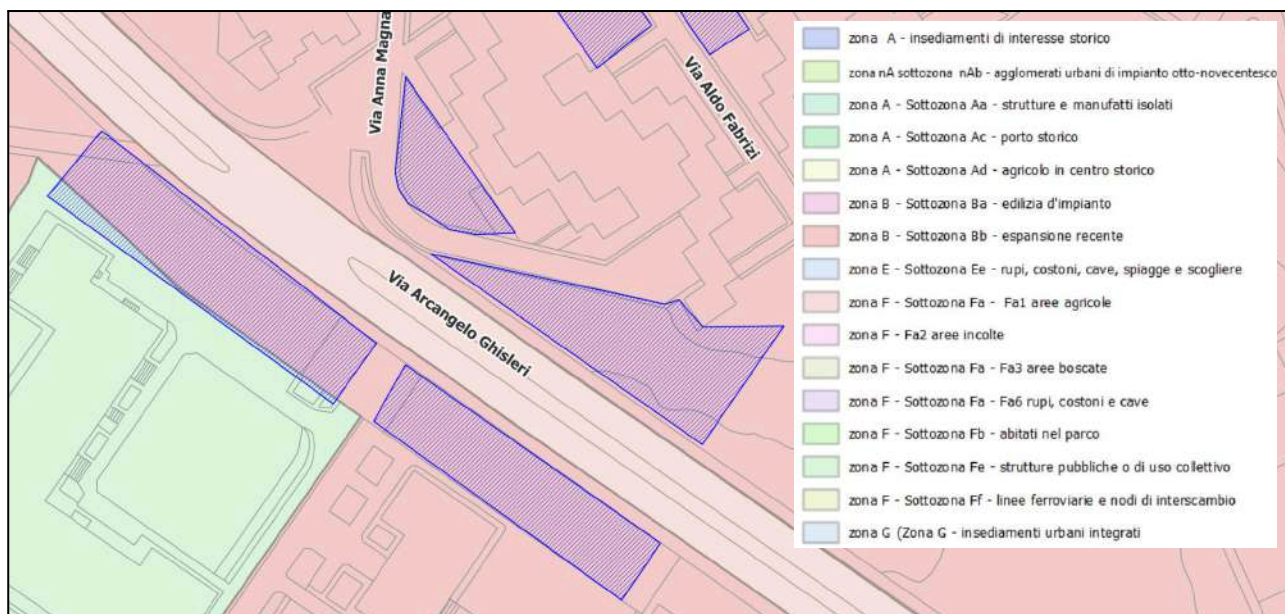 Via Anna Magna
Via Aldo Fabrizi
Via Arcangelo Ghisleri
zona A - insediamenti di interesse storico
zona nA sottozona nAb - agglomerati urbani di impianto otto-novecentesco
zona A - Sottozona Aa - strutture e manufatti isolati
zona A - Sottozona Ac - porto storico
zona A - Sottozona Ad - agricolo in centro storico
zona B - Sottozona Ba - edilizia d'impianto
zona B - Sottozona Bb - espansione recente
zona E - Sottozona Ee - rupi, costoni, cave, spiagge e scogliere
zona F - Sottozona Fa - Fa1 aree agricole
zona F - Fa2 aree incolte
zona F - Sottozona Fa - Fa3 aree boscate
zona F - Sottozona Fa - Fa6 rupi, costoni e cave
zona F - Sottozona Fb - abitati nel parco
zona F - Sottozona Fe - strutture pubbliche o di uso collettivo
zona F - Sottozona Ff - linee ferroviarie e nodi di interscambio
zona G (Zona G - insediamenti urbani integrati